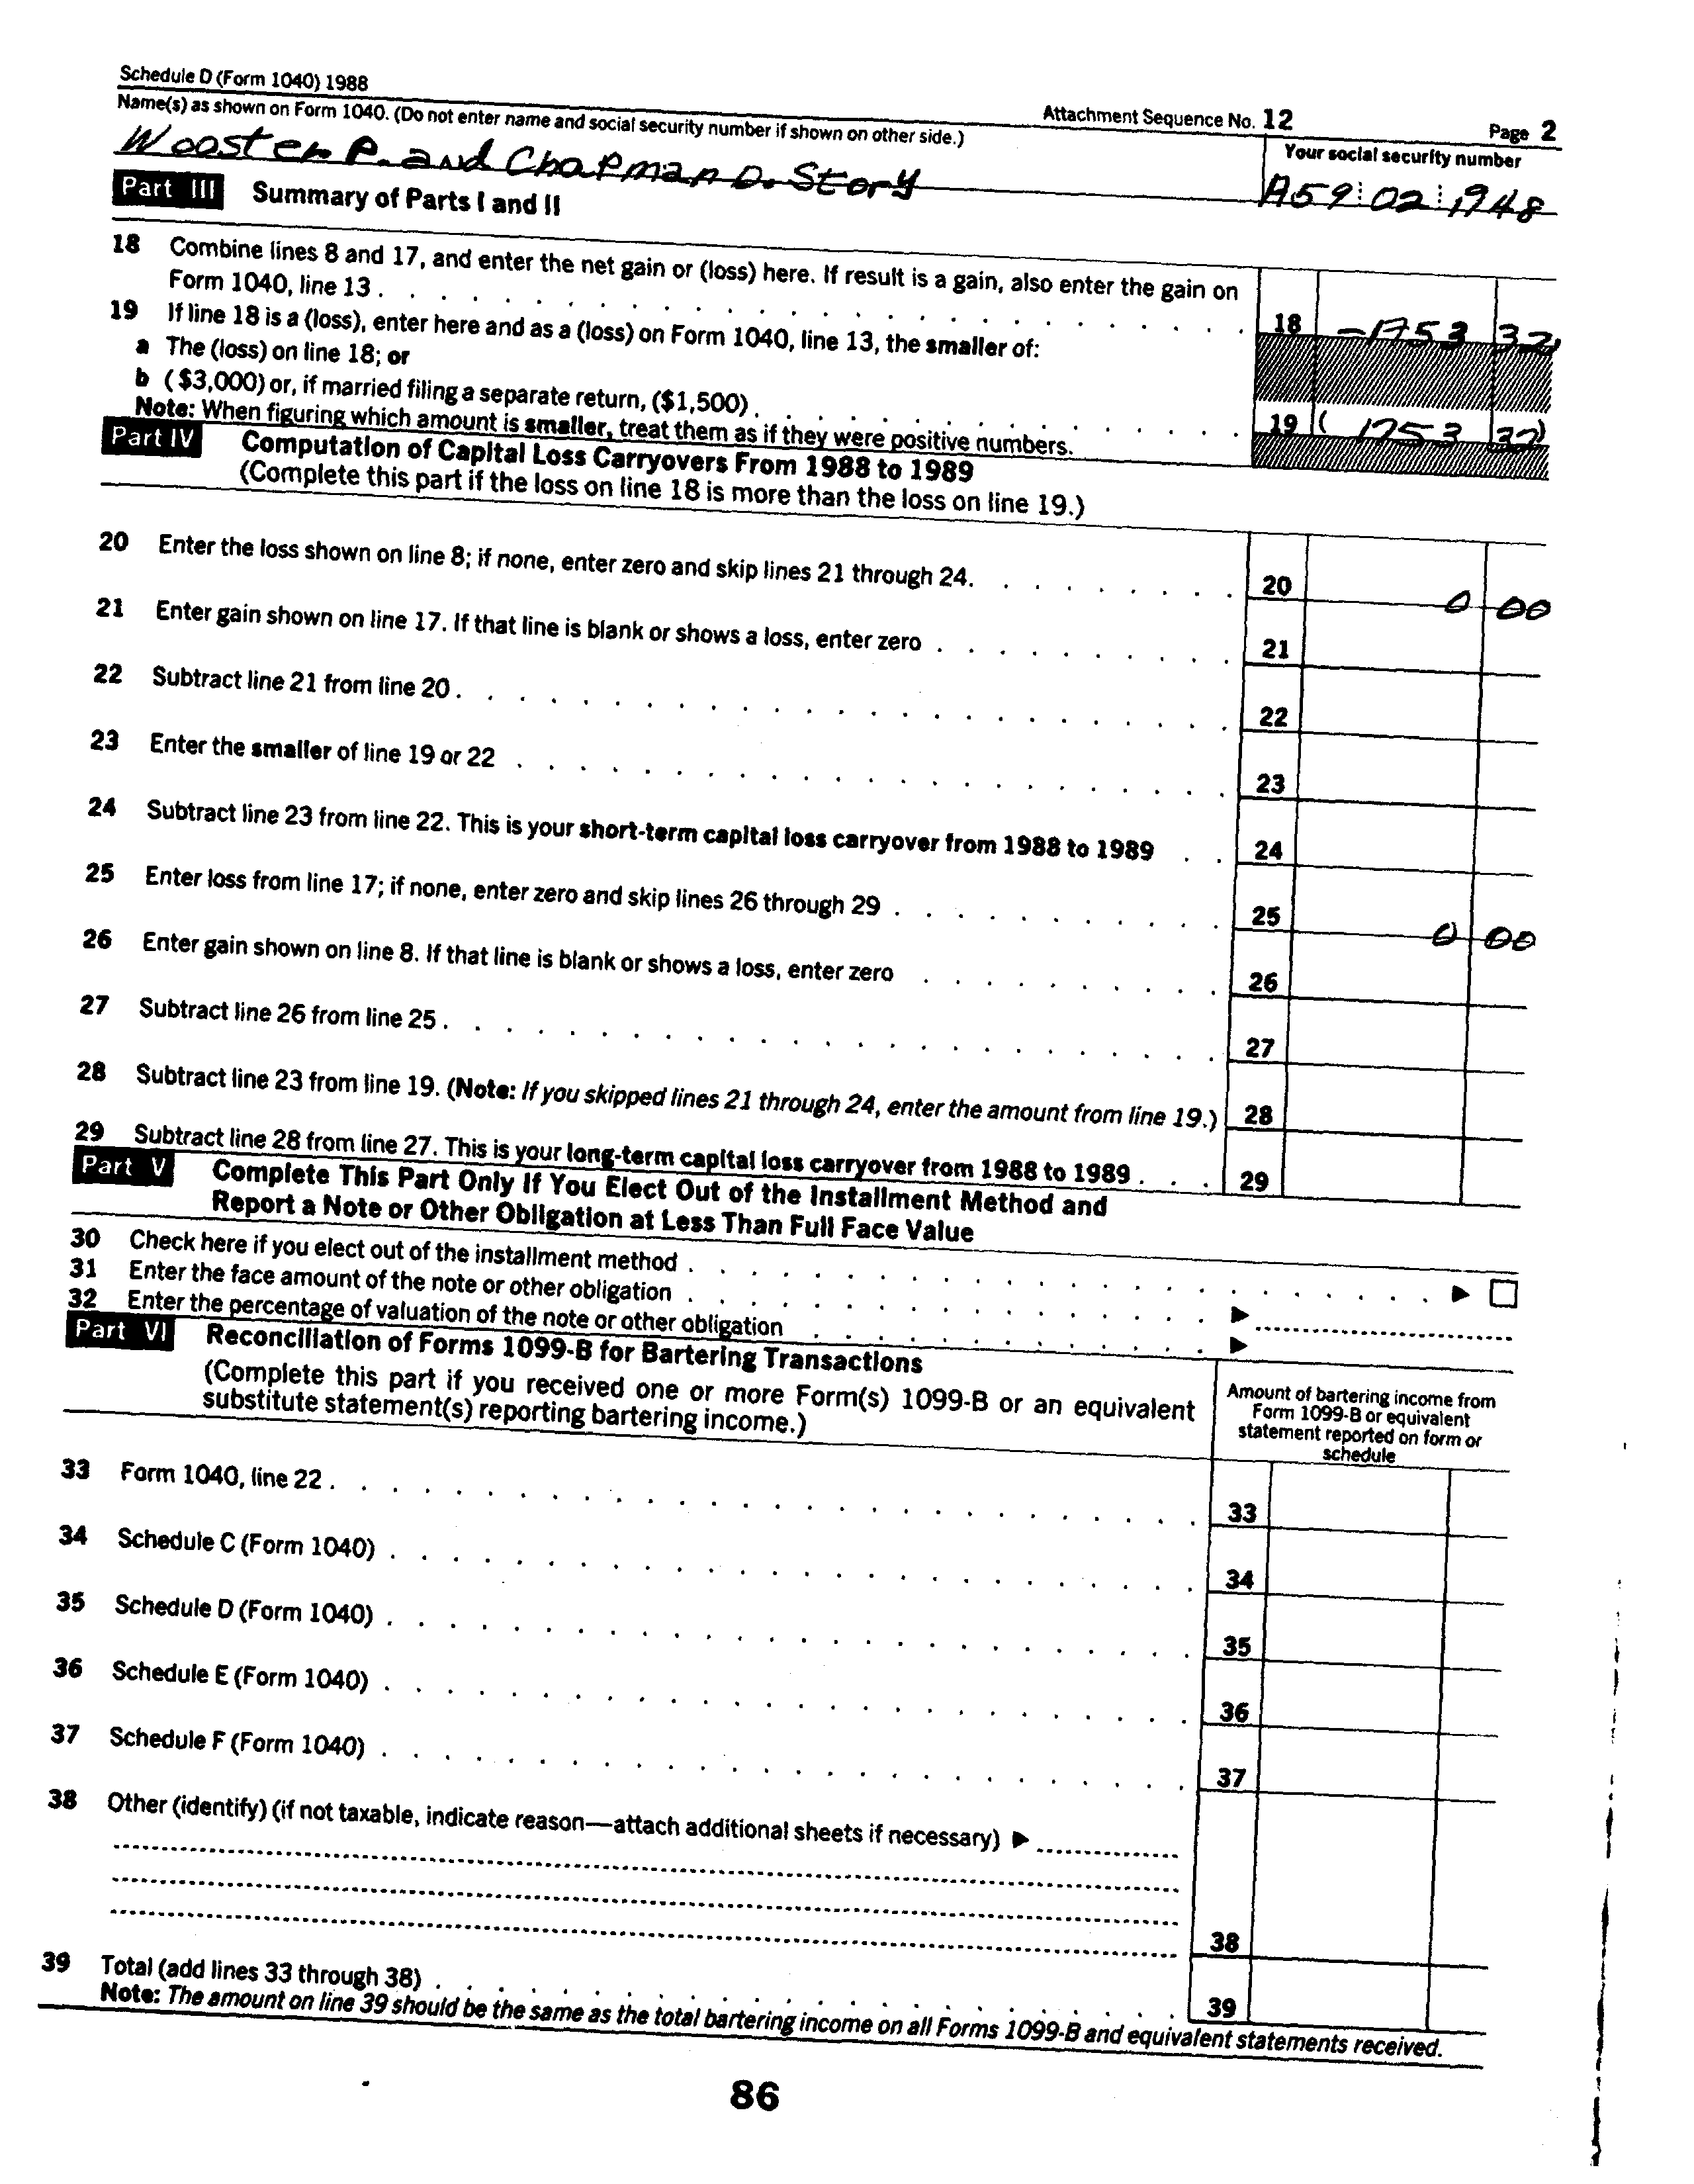 Schedule D (Form 1040) 1988
Attachment Sequence No. 12
Page 2
Name(s) as shown on Form 1040. (Do not enter name and social security number if shown on other side.)
Your social security number
Wooster P. and Chapman D. Story
A59 02 1948
Part III Summary of Parts I and II
18 Combine lines 8 and 17, and enter the net gain or (loss) here. If result is a gain, also enter the gain on
Form 1040, line 13 . . . . 18 -1753 32
19 If line 18 is a (loss), enter here and as a (loss) on Form 1040, line 13, the smaller of:
a The (loss) on line 18; or
b ($3,000) or, if married filing a separate return, ($1,500) . . . . 19 ( 1753 32)
Note: When figuring which amount is smaller, treat them as if they were positive numbers.
Part IV Computation of Capital Loss Carryovers From 1988 to 1989
(Complete this part if the loss on line 18 is more than the loss on line 19.)
20 Enter the loss shown on line 8; if none, enter zero and skip lines 21 through 24. . . . 20 0 00
21 Enter gain shown on line 17. If that line is blank or shows a loss, enter zero . . . . 21
22 Subtract line 21 from line 20 . . . . 22
23 Enter the smaller of line 19 or 22 . . . . 23
24 Subtract line 23 from line 22. This is your short-term capital loss carryover from 1988 to 1989 . . 24
25 Enter loss from line 17; if none, enter zero and skip lines 26 through 29 . . . . 25 0 00
26 Enter gain shown on line 8. If that line is blank or shows a loss, enter zero . . . . 26
27 Subtract line 26 from line 25 . . . . 27
28 Subtract line 23 from line 19. (Note: If you skipped lines 21 through 24, enter the amount from line 19.) 28
29 Subtract line 28 from line 27. This is your long-term capital loss carryover from 1988 to 1989 . . . 29
Part V Complete This Part Only If You Elect Out of the Installment Method and
Report a Note or Other Obligation at Less Than Full Face Value
30 Check here if you elect out of the installment method . . . . ▶ ☐
31 Enter the face amount of the note or other obligation . . . . ▶
32 Enter the percentage of valuation of the note or other obligation . . . . ▶
Part VI Reconciliation of Forms 1099-B for Bartering Transactions
(Complete this part if you received one or more Form(s) 1099-B or an equivalent
substitute statement(s) reporting bartering income.)
Amount of bartering income from
Form 1099-B or equivalent
statement reported on form or
schedule
33 Form 1040, line 22 . . . . 33
34 Schedule C (Form 1040) . . . . 34
35 Schedule D (Form 1040) . . . . 35
36 Schedule E (Form 1040) . . . . 36
37 Schedule F (Form 1040) . . . . 37
38 Other (identify) (if not taxable, indicate reason—attach additional sheets if necessary) ▶
38
39 Total (add lines 33 through 38) . . . . 39
Note: The amount on line 39 should be the same as the total bartering income on all Forms 1099-B and equivalent statements received.
86